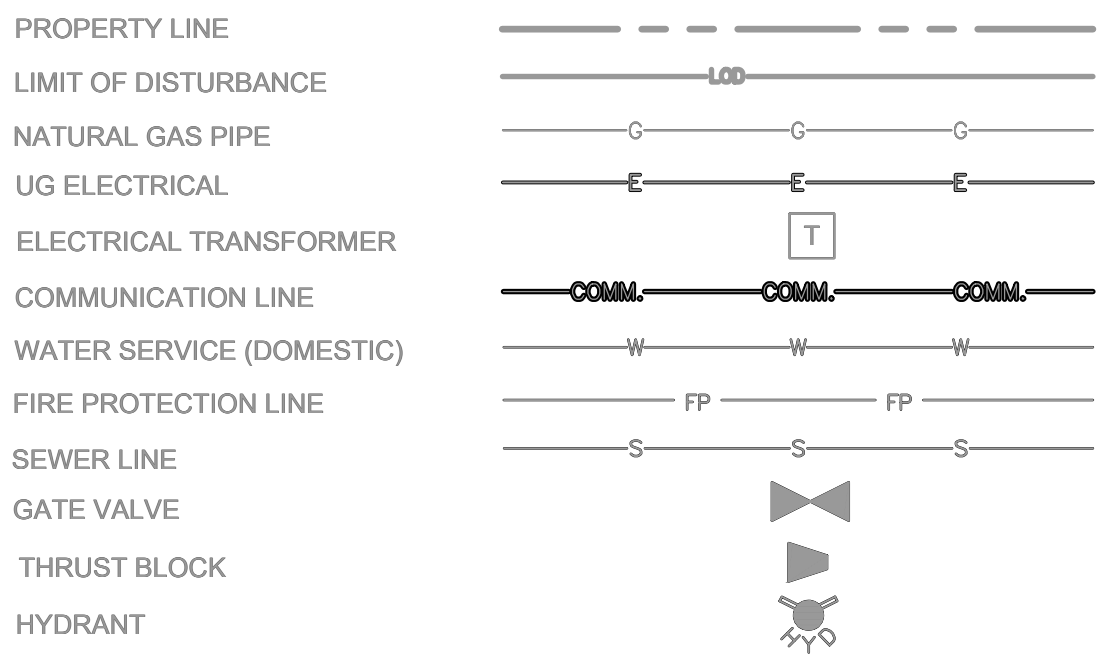 PROPERTY LINE
LIMIT OF DISTURBANCE LOD
NATURAL GAS PIPE G G G
UG ELECTRICAL E E E
ELECTRICAL TRANSFORMER T
COMMUNICATION LINE COMM. COMM. COMM.
WATER SERVICE (DOMESTIC) W W W
FIRE PROTECTION LINE FP FP
SEWER LINE S S S
GATE VALVE
THRUST BLOCK
HYDRANT HYD